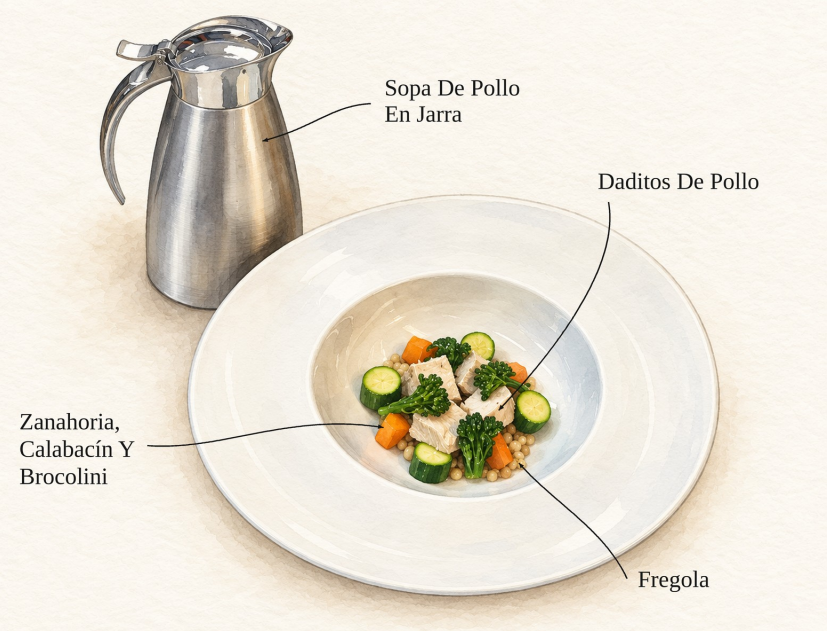 Sopa De Pollo
En Jarra
Daditos De Pollo
Zanahoria,
Calabacín Y
Brocolini
Fregola